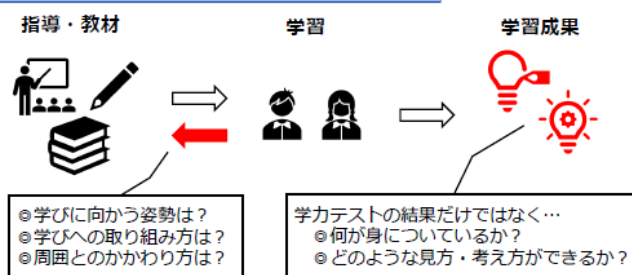 指導・教材
学習
学習成果
◎学びに向かう姿勢は？
◎学びへの取り組み方は？
◎周囲とのかかわり方は？
学力テストの結果だけではなく…
◎何が身についているか？
◎どのような見方・考え方ができるか？